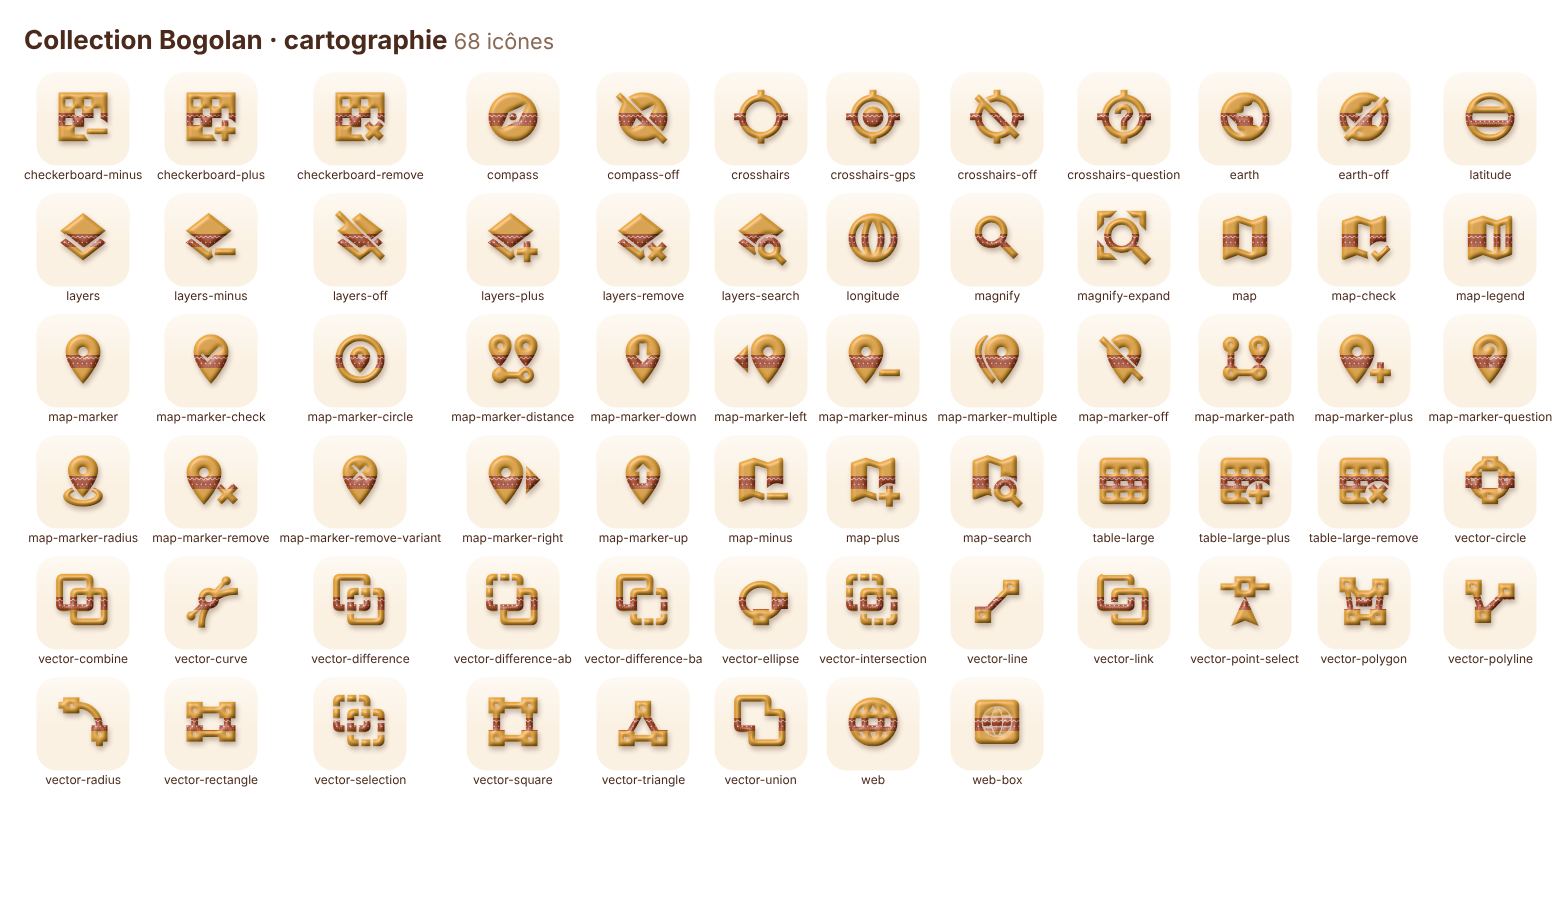 Collection Bogolan · cartographie 68 icônes
checkerboard-minus checkerboard-plus checkerboard-remove compass compass-off crosshairs crosshairs-gps crosshairs-off crosshairs-question earth earth-off latitude
layers layers-minus layers-off layers-plus layers-remove layers-search longitude magnify magnify-expand map map-check map-legend
map-marker map-marker-check map-marker-circle map-marker-distance map-marker-down map-marker-left map-marker-minus map-marker-multiple map-marker-off map-marker-path map-marker-plus map-marker-question
map-marker-radius map-marker-remove map-marker-remove-variant map-marker-right map-marker-up map-minus map-plus map-search table-large table-large-plus table-large-remove vector-circle
vector-combine vector-curve vector-difference vector-difference-ab vector-difference-ba vector-ellipse vector-intersection vector-line vector-link vector-point-select vector-polygon vector-polyline
vector-radius vector-rectangle vector-selection vector-square vector-triangle vector-union web web-box